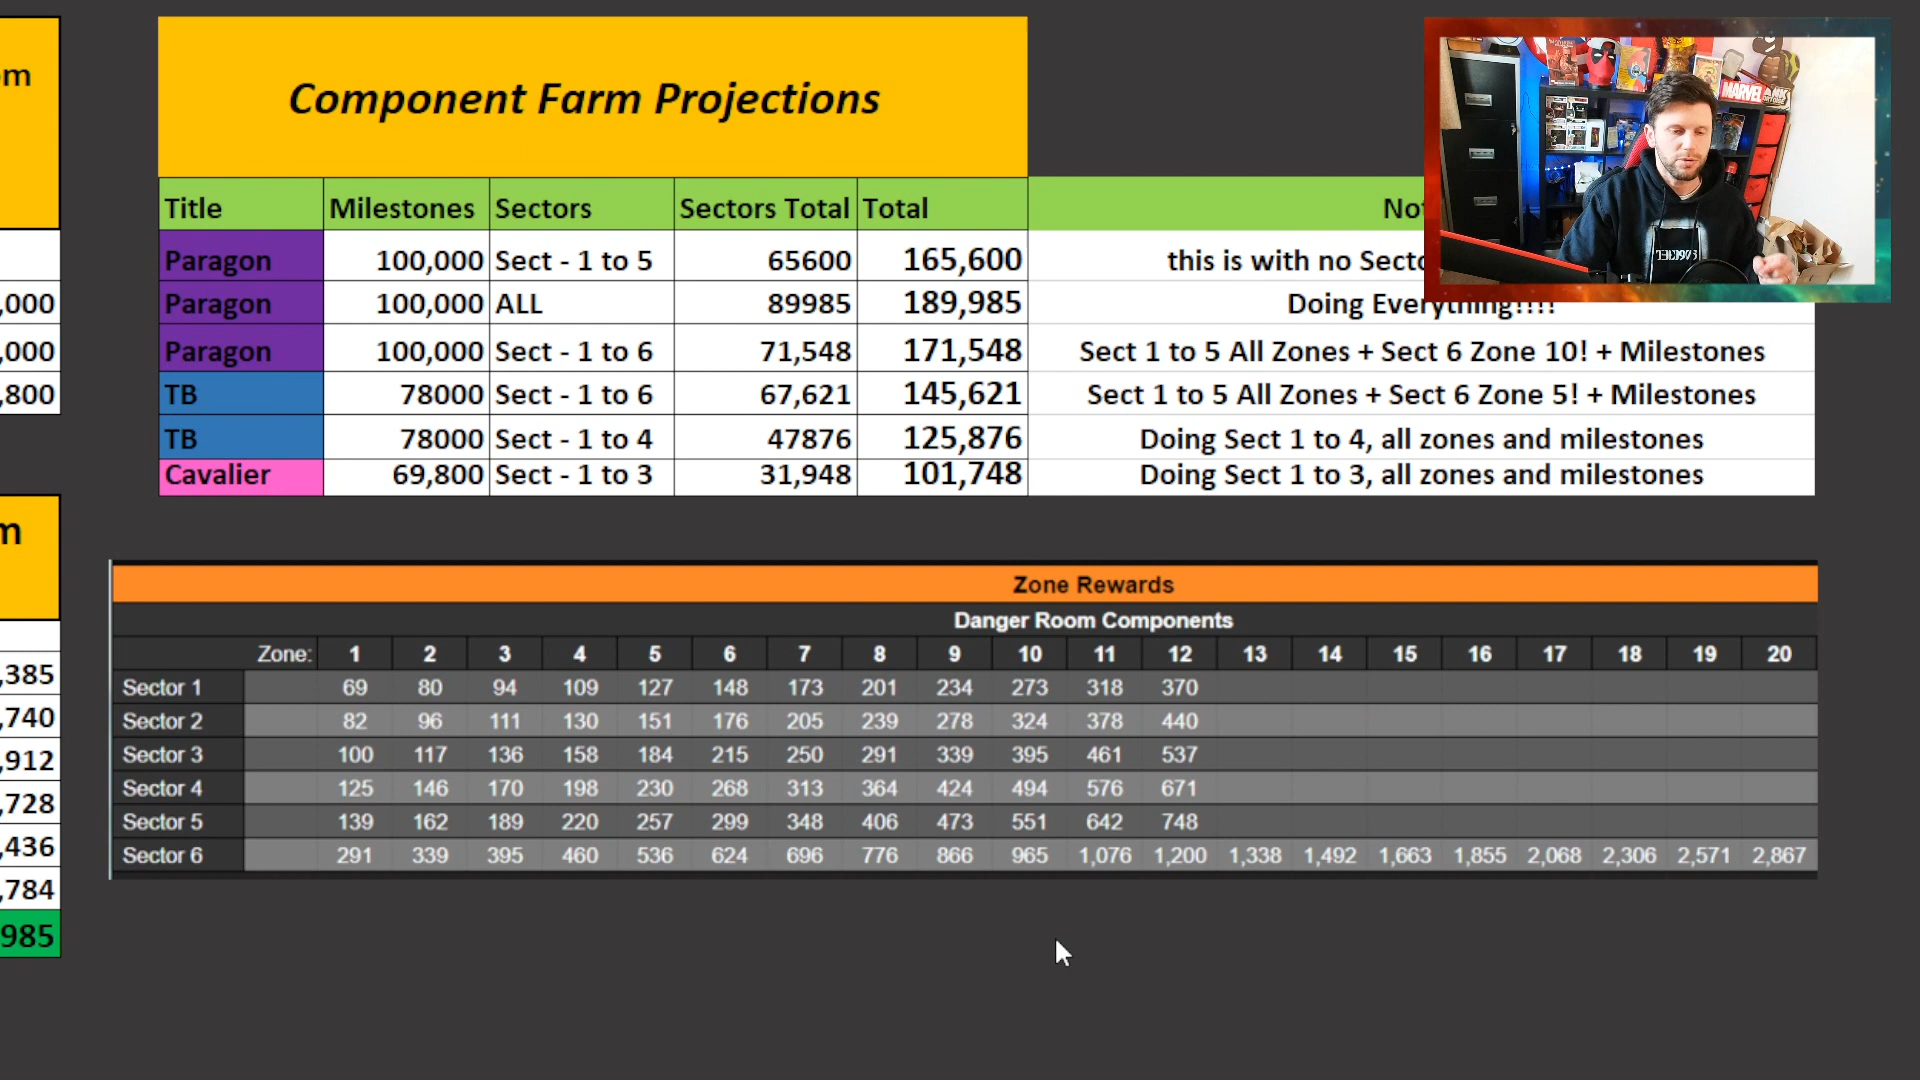 om
,000
,000
,800
m
,385
,740
,912
,728
,436
,784
985
Component Farm Projections
Title Milestones Sectors Sectors Total Total
Paragon 100,000 Sect - 1 to 5 65600 165,600 this is with no
Paragon 100,000 ALL 89985 189,985 Doing Everything!!!!
Paragon 100,000 Sect - 1 to 6 71,548 171,548 Sect 1 to 5 All Zones + Sect 6 Zone 10! + Milestones
TB 78000 Sect - 1 to 6 67,621 145,621 Sect 1 to 5 All Zones + Sect 6 Zone 5! + Milestones
TB 78000 Sect - 1 to 4 47876 125,876 Doing Sect 1 to 4, all zones and milestones
Cavalier 69,800 Sect - 1 to 3 31,948 101,748 Doing Sect 1 to 3, all zones and milestones
MARVEL
Zone Rewards
Danger Room Components
Zone: 1 2 3 4 5 6 7 8 9 10 11 12 13 14 15 16 17 18 19 20
Sector 1 69 80 94 109 127 148 173 201 234 273 318 370
Sector 2 82 96 111 130 151 176 205 239 278 324 378 440
Sector 3 100 117 136 158 184 215 250 291 339 395 461 537
Sector 4 125 146 170 198 230 268 313 364 424 494 576 671
Sector 5 139 162 189 220 257 299 348 406 473 551 642 748
Sector 6 291 339 395 460 536 624 696 776 866 965 1,076 1,200 1,338 1,492 1,663 1,855 2,068 2,306 2,571 2,867